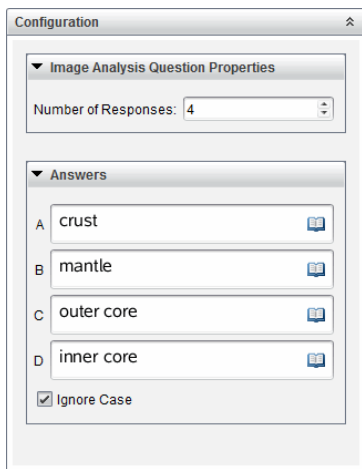 Configuration
Image Analysis Question Properties
Number of Responses: 4
Answers
A crust
B mantle
C outer core
D inner core
Ignore Case